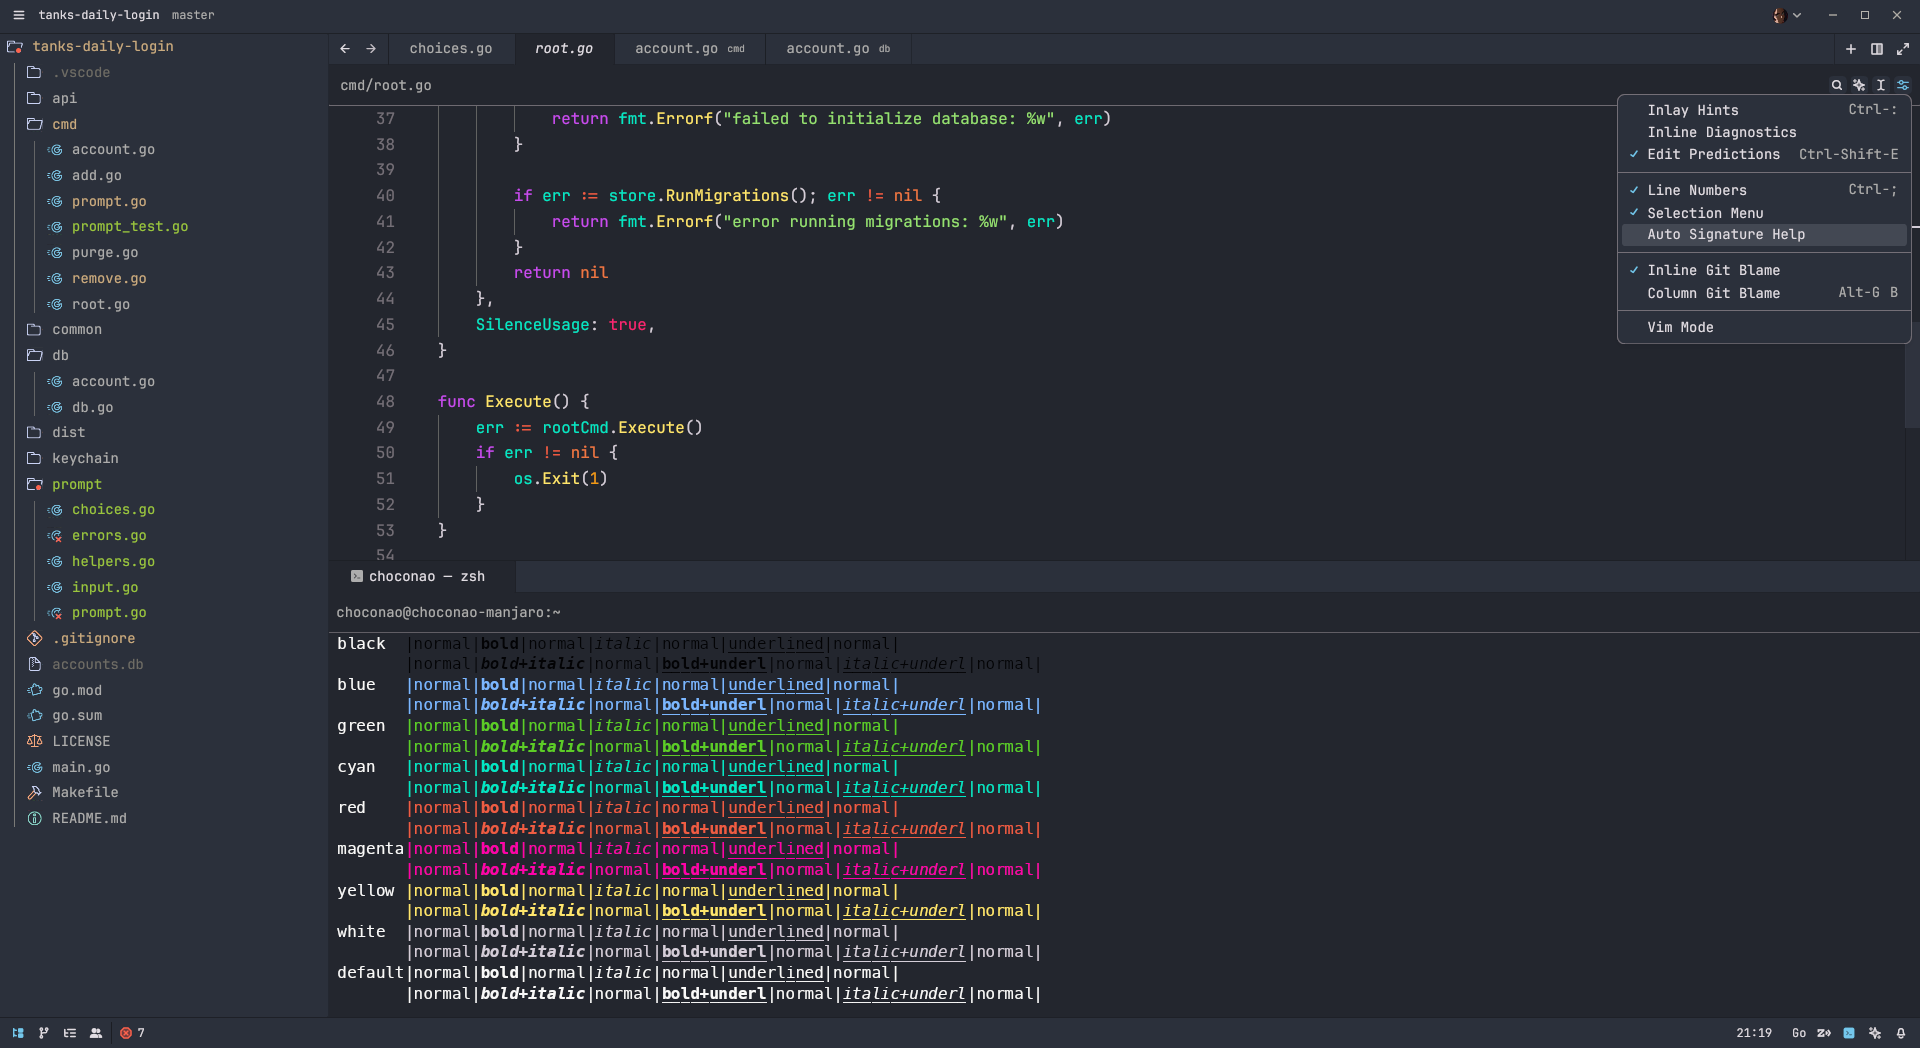 tanks-daily-login master
tanks-daily-login
.vscode
api
cmd
account.go
add.go
prompt.go
prompt_test.go
purge.go
remove.go
root.go
common
db
account.go
db.go
dist
keychain
prompt
choices.go
errors.go
helpers.go
input.go
prompt.go
.gitignore
accounts.db
go.mod
go.sum
LICENSE
main.go
Makefile
README.md
choices.go root.go account.go cmd account.go db
cmd/root.go
37 return fmt.Errorf("failed to initialize database: %w", err)
38 }
39
40 if err := store.RunMigrations(); err != nil {
41 return fmt.Errorf("error running migrations: %w", err)
42 }
43 return nil
44 },
45 SilenceUsage: true,
46 }
47
48 func Execute() {
49 err := rootCmd.Execute()
50 if err != nil {
51 os.Exit(1)
52 }
53 }
54
Inlay Hints Ctrl-:
Inline Diagnostics
✓ Edit Predictions Ctrl-Shift-E
✓ Line Numbers Ctrl-;
✓ Selection Menu
Auto Signature Help
✓ Inline Git Blame
Column Git Blame Alt-G B
Vim Mode
choconao — zsh
choconao@choconao-manjaro:~
black |normal|bold|normal|italic|normal|underlined|normal|
|normal|bold+italic|normal|bold+underl|normal|italic+underl|normal|
blue |normal|bold|normal|italic|normal|underlined|normal|
|normal|bold+italic|normal|bold+underl|normal|italic+underl|normal|
green |normal|bold|normal|italic|normal|underlined|normal|
|normal|bold+italic|normal|bold+underl|normal|italic+underl|normal|
cyan |normal|bold|normal|italic|normal|underlined|normal|
|normal|bold+italic|normal|bold+underl|normal|italic+underl|normal|
red |normal|bold|normal|italic|normal|underlined|normal|
|normal|bold+italic|normal|bold+underl|normal|italic+underl|normal|
magenta|normal|bold|normal|italic|normal|underlined|normal|
|normal|bold+italic|normal|bold+underl|normal|italic+underl|normal|
yellow |normal|bold|normal|italic|normal|underlined|normal|
|normal|bold+italic|normal|bold+underl|normal|italic+underl|normal|
white |normal|bold|normal|italic|normal|underlined|normal|
|normal|bold+italic|normal|bold+underl|normal|italic+underl|normal|
default|normal|bold|normal|italic|normal|underlined|normal|
|normal|bold+italic|normal|bold+underl|normal|italic+underl|normal|
7 21:19 Go